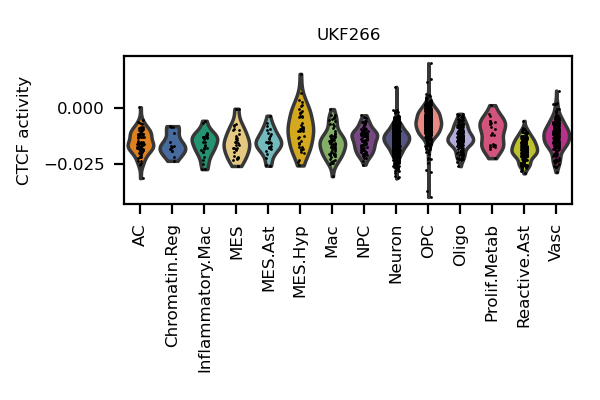 UKF266
CTCF activity
0.000
−0.025
AC
Chromatin.Reg
Inflammatory.Mac
MES
MES.Ast
MES.Hyp
Mac
NPC
Neuron
OPC
Oligo
Prolif.Metab
Reactive.Ast
Vasc